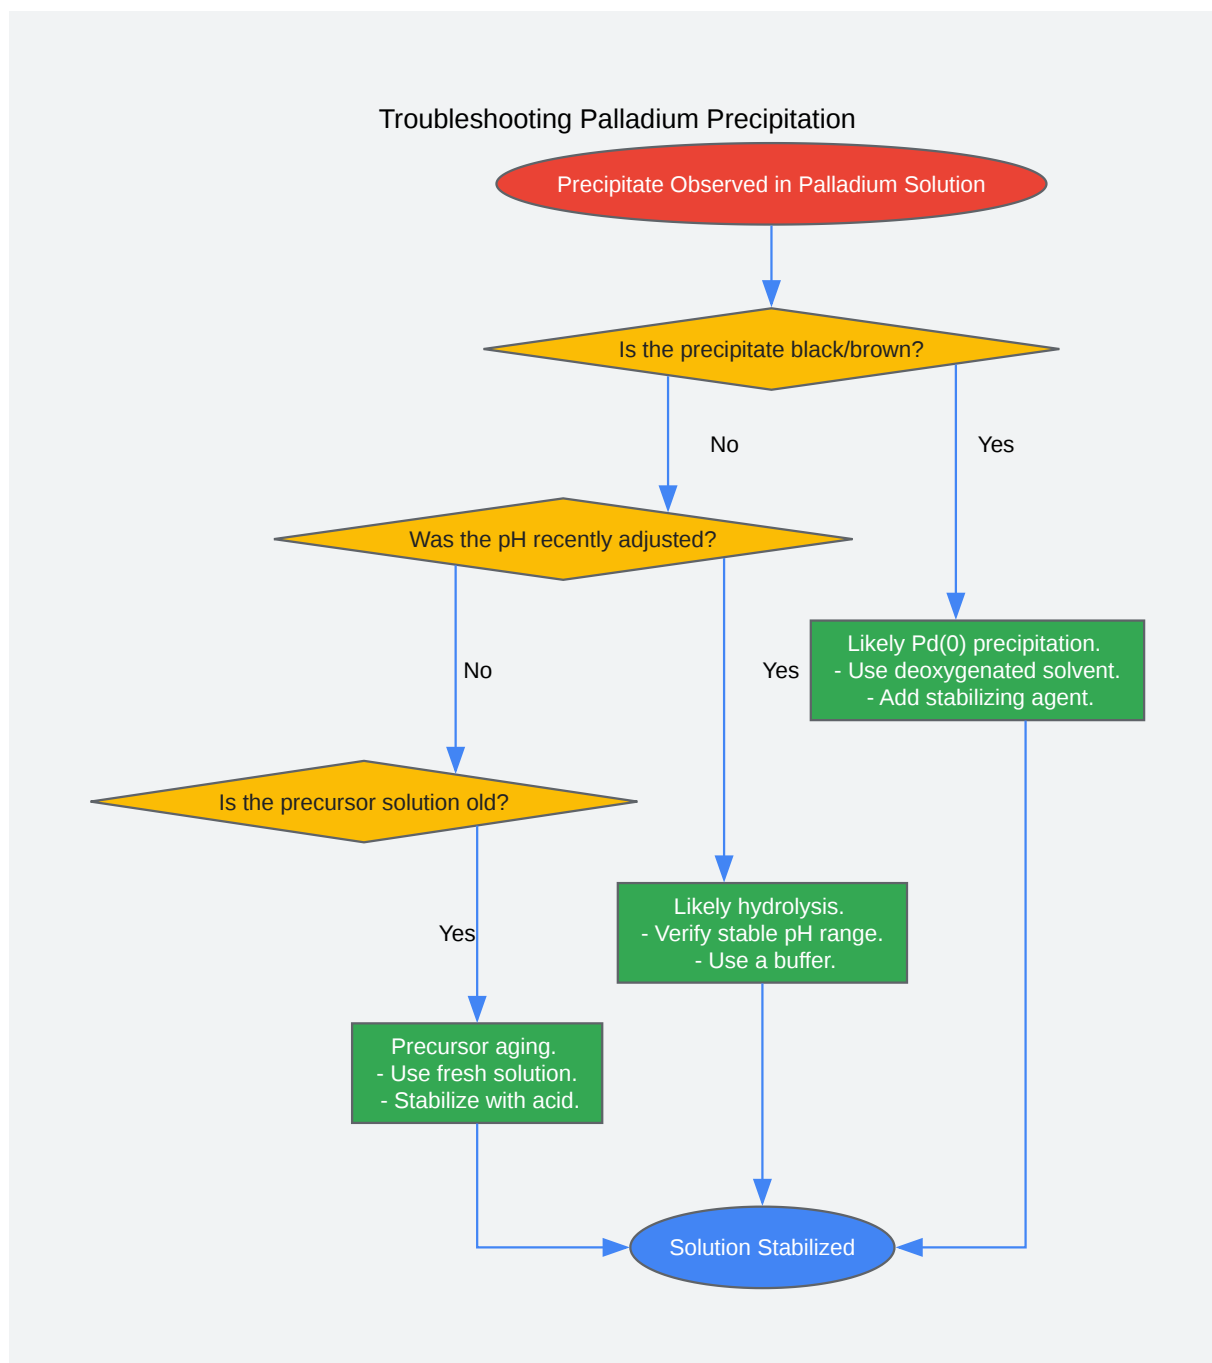 Troubleshooting Palladium Precipitation
Precipitate Observed in Palladium Solution
Is the precipitate black/brown?
No
Yes
Was the pH recently adjusted?
Likely Pd(0) precipitation.
- Use deoxygenated solvent.
- Add stabilizing agent.
No
Yes
Is the precursor solution old?
Likely hydrolysis.
- Verify stable pH range.
- Use a buffer.
Yes
Precursor aging.
- Use fresh solution.
- Stabilize with acid.
Solution Stabilized